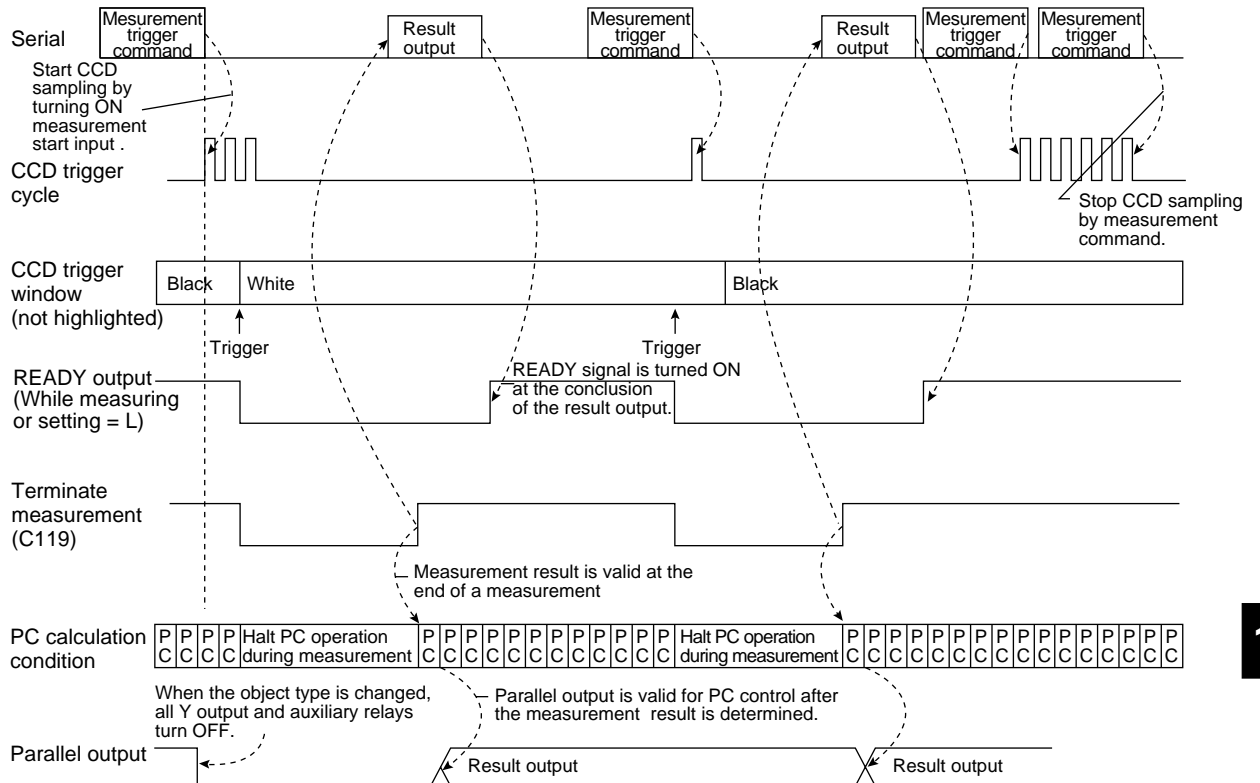 Serial
Mesurement
trigger
command
Result
output
Mesurement
trigger
command
Result
output
Mesurement
trigger
command
Mesurement
trigger
command
Start CCD
sampling by
turning ON
measurement
start input .
CCD trigger
cycle
Stop CCD sampling
by measurement
command.
CCD trigger
window
(not highlighted)
Black
White
Black
Trigger
Trigger
READY output
(While measuring
or setting = L)
READY signal is turned ON
at the conclusion
of the result output.
Terminate
measurement
(C119)
Measurement result is valid at the
end of a measurement
PC calculation
condition
P P P P
C C C C
Halt PC operation
during measurement
P P P P P P P P P P P P
C C C C C C C C C C C C
Halt PC operation
during measurement
P P P P P P P P P P P P P P P P
C C C C C C C C C C C C C C C C
When the object type is changed,
all Y output and auxiliary relays
turn OFF.
Parallel output is valid for PC control after
the measurement result is determined.
Parallel output
Result output
Result output